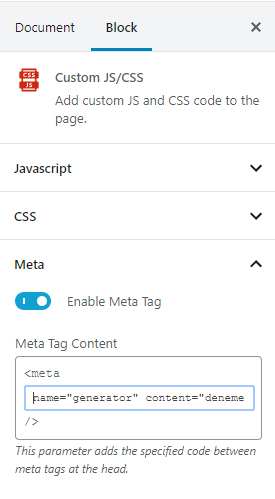 Document Block
CSS
JS
Custom JS/CSS
Add custom JS and CSS code to the
page.
Javascript
CSS
Meta
Enable Meta Tag
Meta Tag Content
<meta
name="generator" content="deneme
/>
This parameter adds the specified code between
meta tags at the head.